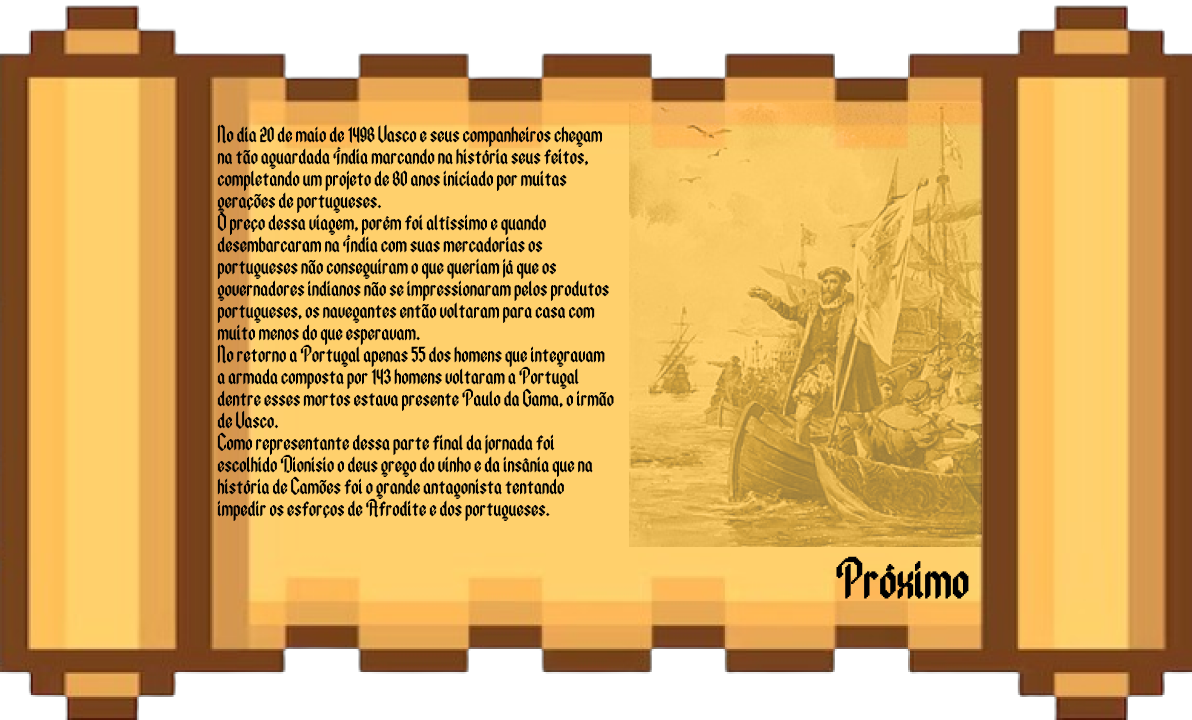 No dia 20 de maio de 1498 Vasco e seus companheiros chegam
na tão aguardada Índia marcando na história seus feitos,
completando um projeto de 80 anos iniciado por muitas
gerações de portugueses.
O preço dessa viagem, porém foi altíssimo e quando
desembarcaram na Índia com suas mercadorias os
portugueses não conseguiram o que queriam já que os
governadores indianos não se impressionaram pelos produtos
portugueses, os navegantes então voltaram para casa com
muito menos do que esperavam.
No retorno a Portugal apenas 55 dos homens que integravam
a armada composta por 143 homens voltaram a Portugal
dentre esses mortos estava presente Paulo da Gama, o irmão
de Vasco.
Como representante dessa parte final da jornada foi
escolhido Dionísio o deus grego do vinho e da insânia que na
história de Camões foi o grande antagonista tentando
impedir os esforços de Afrodite e dos portugueses.
Próximo